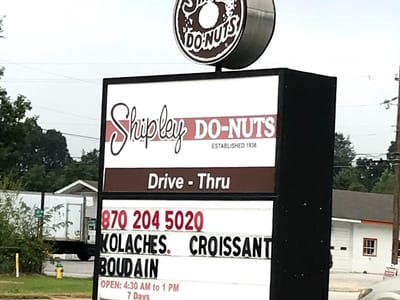 Shipley
DO-NUTS
Shipley DO-NUTS
ESTABLISHED 1936
Drive - Thru
870 204 5020
KOLACHES. CROISSANT
BOUDAIN
OPEN: 4:30 AM to 1 PM
7 Days